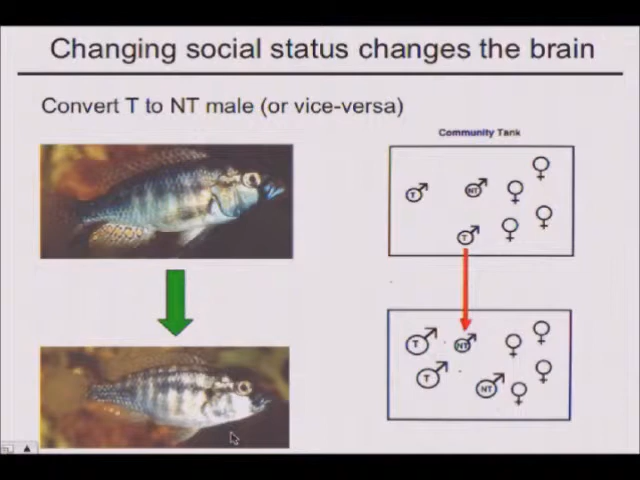 Changing social status changes the brain
Convert T to NT male (or vice-versa)
Community Tank
T
NT
T
T
NT
T
NT